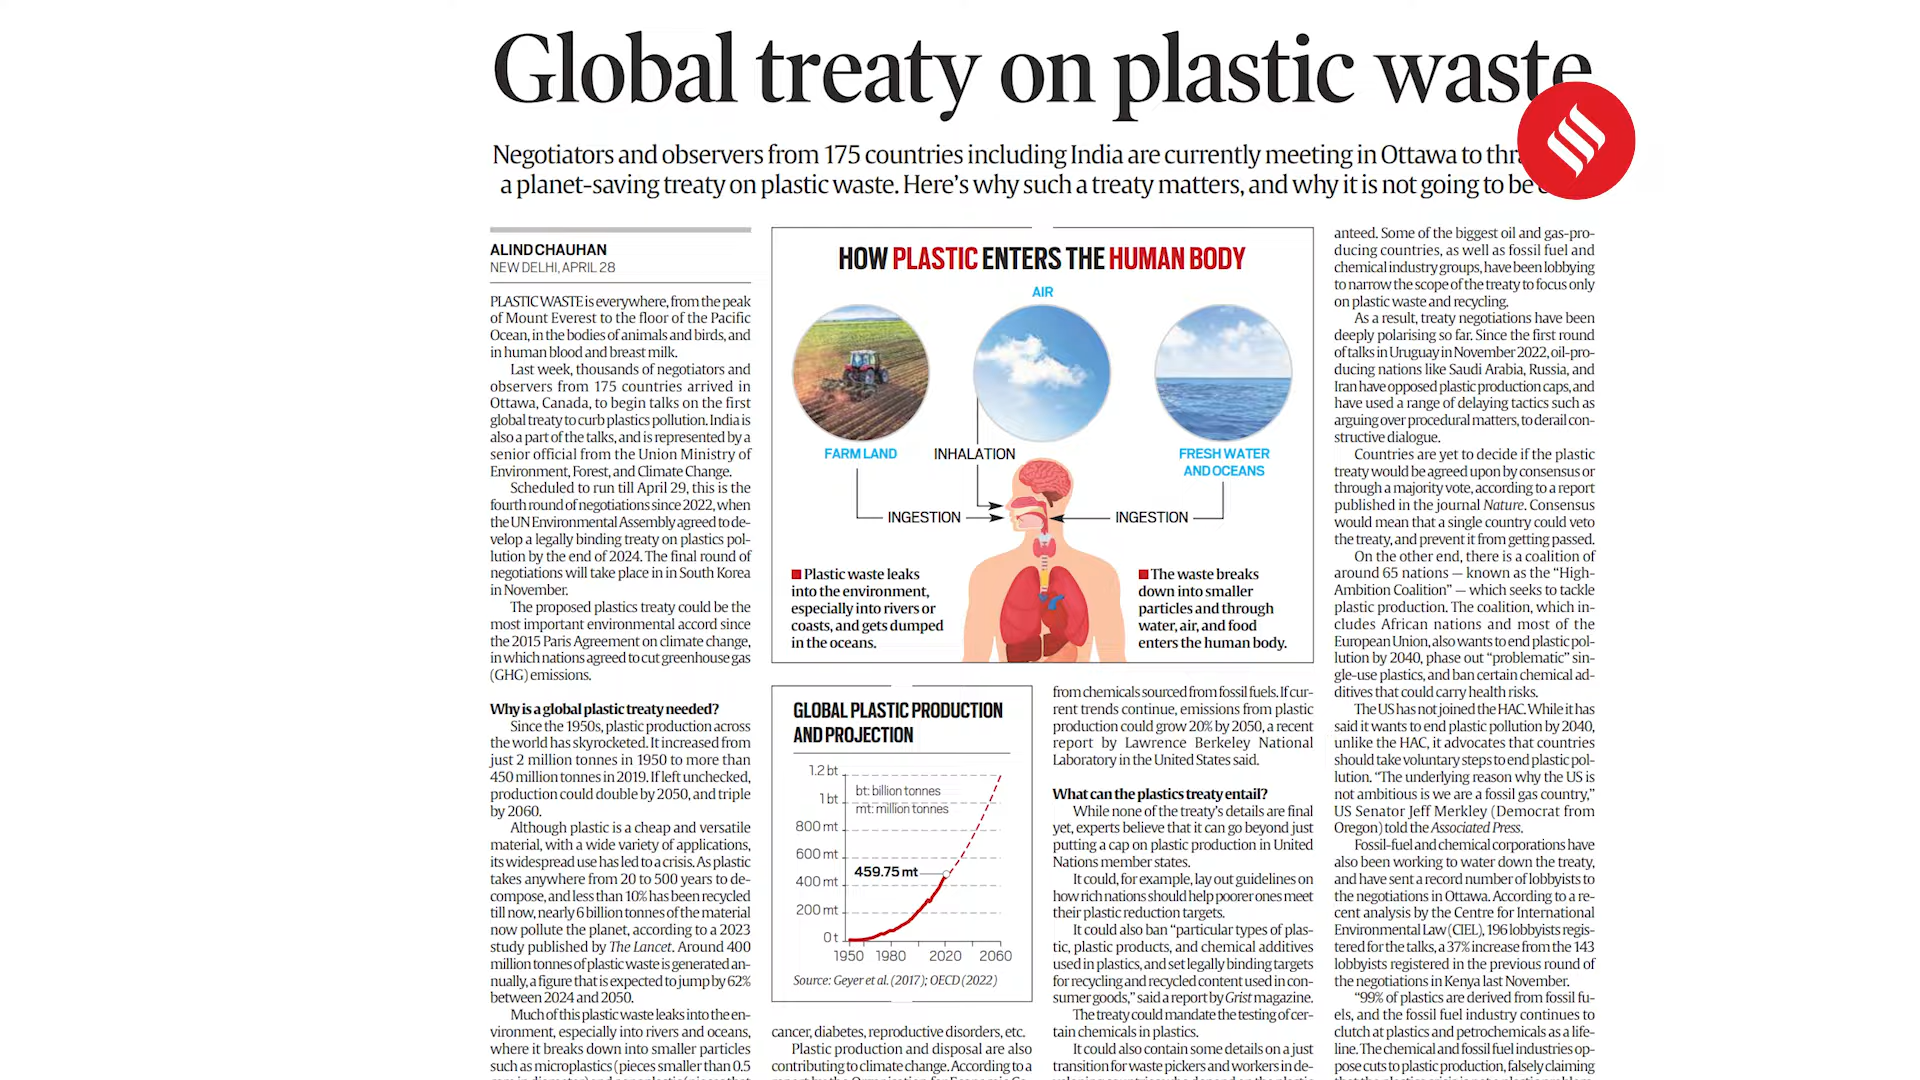 Global treaty on plastic waste
Negotiators and observers from 175 countries including India are currently meeting in Ottawa to
a planet-saving treaty on plastic waste. Here's why such a treaty matters, and why it is not going to be
ALIND CHAUHAN
NEW DELHI, APRIL 28
PLASTIC WASTE is everywhere, from the peak
of Mount Everest to the floor of the Pacific
Ocean, in the bodies of animals and birds, and
in human blood and breast milk.
Last week, thousands of negotiators and
observers from 175 countries arrived in
Ottawa, Canada, to begin talks on the first
global treaty to curb plastics pollution. India is
also a part of the talks, and is represented by a
senior official from the Union Ministry of
Environment, Forest, and Climate Change.
Scheduled to run till April 29, this is the
fourth round of negotiations since 2022, when
the UN Environmental Assembly agreed to de-
velop a legally binding treaty on plastics pol-
lution by the end of 2024. The final round of
negotiations will take place in in South Korea
in November.
The proposed plastics treaty could be the
most important environmental accord since
the 2015 Paris Agreement on climate change,
in which nations agreed to cut greenhouse gas
(GHG) emissions.
Why is a global plastic treaty needed?
Since the 1950s, plastic production across
the world has skyrocketed. It increased from
just 2 million tonnes in 1950 to more than
450 million tonnes in 2019. If left unchecked,
production could double by 2050, and triple
by 2060.
Although plastic is a cheap and versatile
material, with a wide variety of applications,
its widespread use has led to a crisis. As plastic
takes anywhere from 20 to 500 years to de-
compose, and less than 10% has been recycled
till now, nearly 6 billion tonnes of the material
now pollute the planet, according to a 2023
study published by The Lancet. Around 400
million tonnes of plastic waste is generated an-
nually, a figure that is expected to jump by 62%
between 2024 and 2050.
Much of this plastic waste leaks into the en-
vironment, especially into rivers and oceans,
where it breaks down into smaller particles
such as microplastics (pieces smaller than 0.5
HOW PLASTIC ENTERS THE HUMAN BODY
AIR
FARM LAND
INHALATION
FRESH WATER
AND OCEANS
INGESTION
INGESTION
■ Plastic waste leaks
into the environment,
especially into rivers or
coasts, and gets dumped
in the oceans.
■ The waste breaks
down into smaller
particles and through
water, air, and food
enters the human body.
GLOBAL PLASTIC PRODUCTION
AND PROJECTION
1.2 bt
1 bt
800 mt
600 mt
400 mt
200 mt
0 t
bt: billion tonnes
mt: million tonnes
459.75 mt
1950 1980 2020 2060
Source: Geyer et al. (2017); OECD (2022)
cancer, diabetes, reproductive disorders, etc.
Plastic production and disposal are also
contributing to climate change. According to a
from chemicals sourced from fossil fuels. If cur-
rent trends continue, emissions from plastic
production could grow 20% by 2050, a recent
report by Lawrence Berkeley National
Laboratory in the United States said.
What can the plastics treaty entail?
While none of the treaty's details are final
yet, experts believe that it can go beyond just
putting a cap on plastic production in United
Nations member states.
It could, for example, lay out guidelines on
how rich nations should help poorer ones meet
their plastic reduction targets.
It could also ban "particular types of plas-
tic, plastic products, and chemical additives
used in plastics, and set legally binding targets
for recycling and recycled content used in con-
sumer goods," said a report by Grist magazine.
The treaty could mandate the testing of cer-
tain chemicals in plastics.
It could also contain some details on a just
transition for waste pickers and workers in de-
anteed. Some of the biggest oil and gas-pro-
ducing countries, as well as fossil fuel and
chemical industry groups, have been lobbying
to narrow the scope of the treaty to focus only
on plastic waste and recycling.
As a result, treaty negotiations have been
deeply polarising so far. Since the first round
of talks in Uruguay in November 2022, oil-pro-
ducing nations like Saudi Arabia, Russia, and
Iran have opposed plastic production caps, and
have used a range of delaying tactics such as
arguing over procedural matters, to derail con-
structive dialogue.
Countries are yet to decide if the plastic
treaty would be agreed upon by consensus or
through a majority vote, according to a report
published in the journal Nature. Consensus
would mean that a single country could veto
the treaty, and prevent it from getting passed.
On the other end, there is a coalition of
around 65 nations — known as the "High-
Ambition Coalition" — which seeks to tackle
plastic production. The coalition, which in-
cludes African nations and most of the
European Union, also wants to end plastic pol-
lution by 2040, phase out "problematic" sin-
gle-use plastics, and ban certain chemical ad-
ditives that could carry health risks.
The US has not joined the HAC. While it has
said it wants to end plastic pollution by 2040,
unlike the HAC, it advocates that countries
should take voluntary steps to end plastic pol-
lution. "The underlying reason why the US is
not ambitious is we are a fossil gas country,"
US Senator Jeff Merkley (Democrat from
Oregon) told the Associated Press.
Fossil-fuel and chemical corporations have
also been working to water down the treaty,
and have sent a record number of lobbyists to
the negotiations in Ottawa. According to a re-
cent analysis by the Centre for International
Environmental Law (CIEL), 196 lobbyists regis-
tered for the talks, a 37% increase from the 143
lobbyists registered in the previous round of
the negotiations in Kenya last November.
"99% of plastics are derived from fossil fu-
els, and the fossil fuel industry continues to
clutch at plastics and petrochemicals as a life-
line. The chemical and fossil fuel industries op-
pose cuts to plastic production, falsely claiming